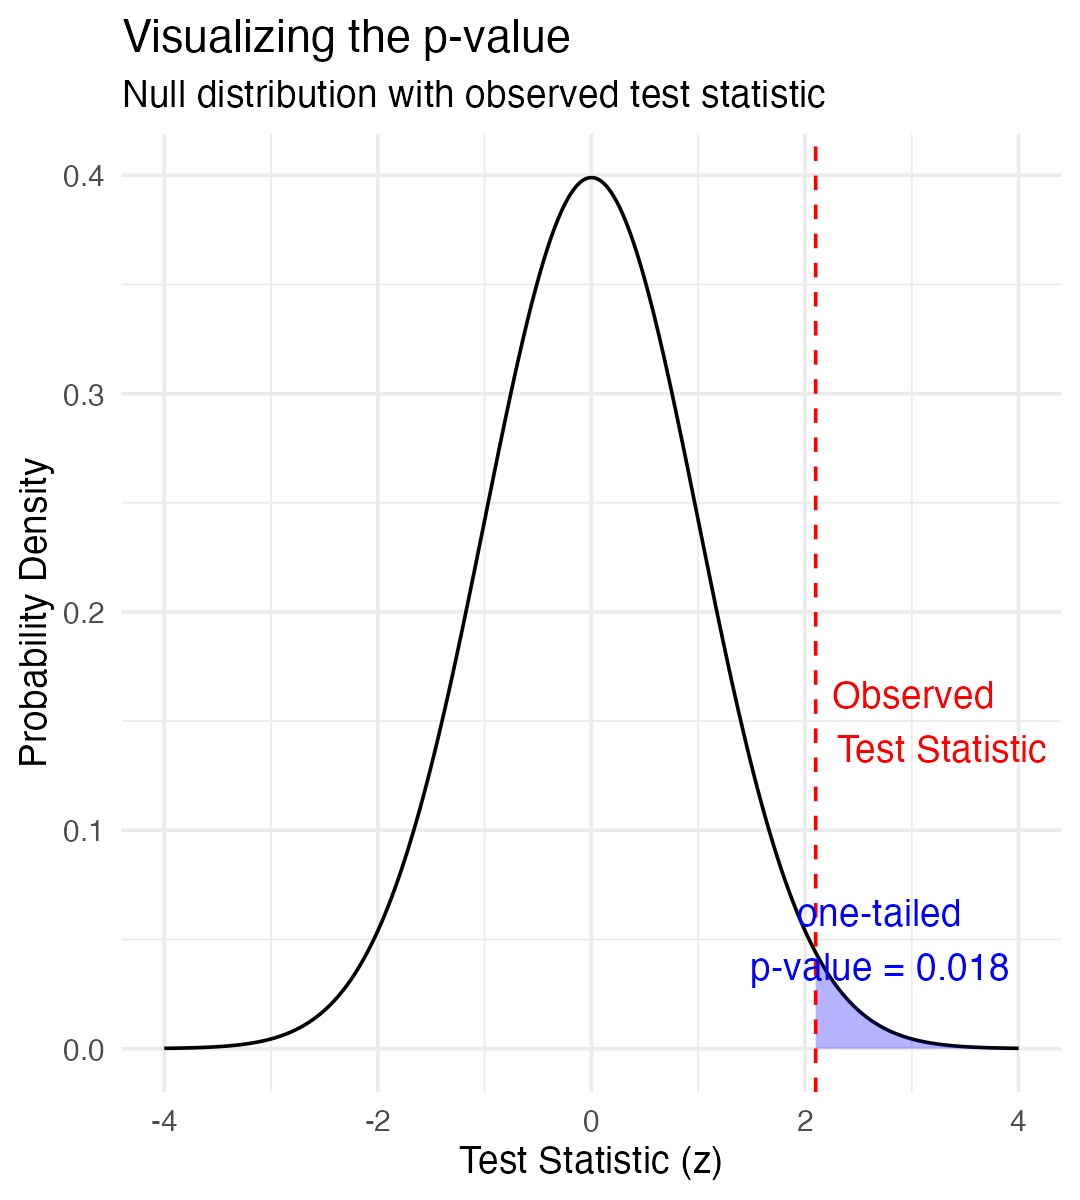 Visualizing the p-value
Null distribution with observed test statistic
Probability Density
0.4
0.3
0.2
0.1
0.0
Observed
Test Statistic
one-tailed
p-value = 0.018
-4
-2
0
2
4
Test Statistic (z)